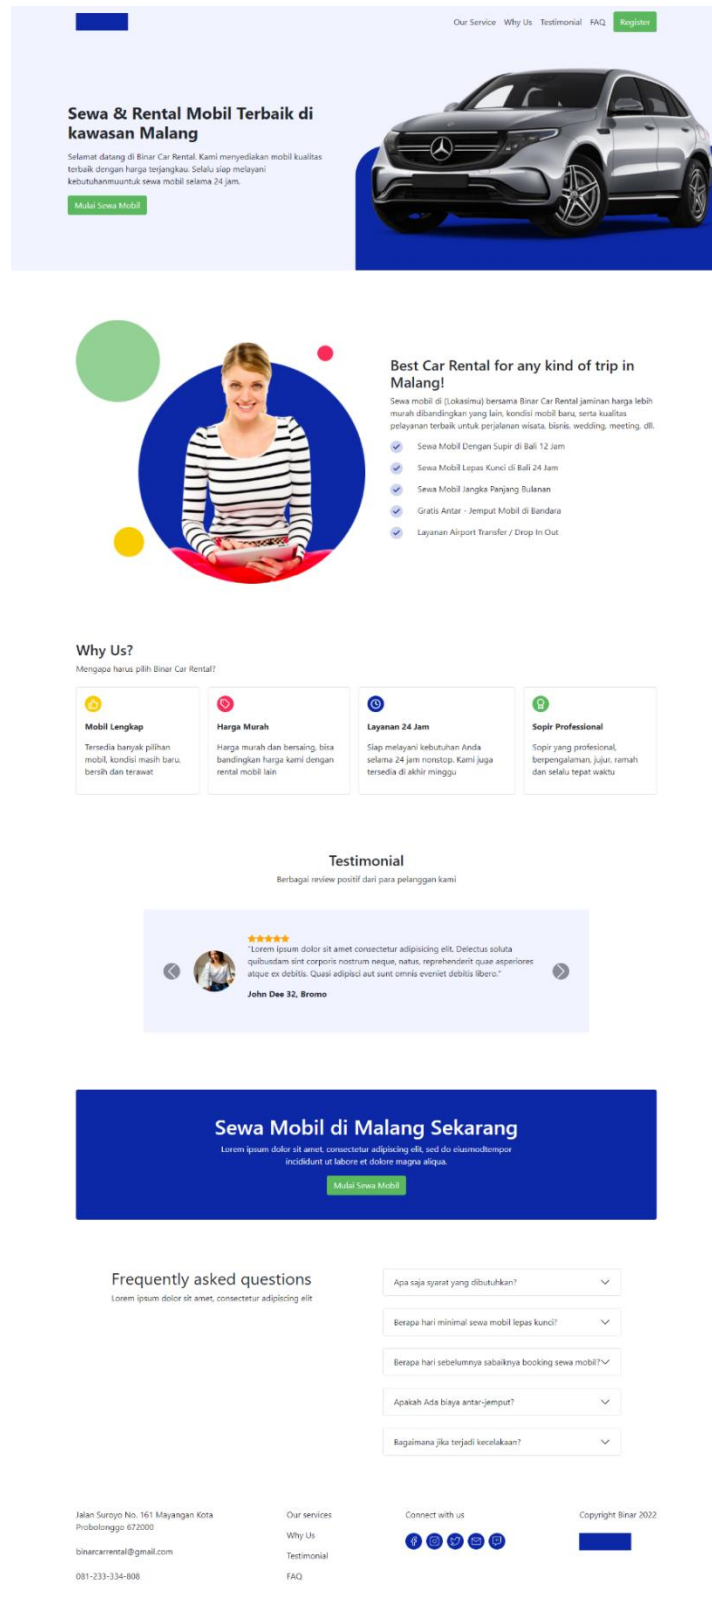 Our Service Why Us Testimonial FAQ Register
Sewa & Rental Mobil Terbaik di
kawasan Malang
Selamat datang di Binar Car Rental. Kami menyediakan mobil kualitas
terbaik dengan harga terjangkau. Selalu siap melayani
kebutuhanmuuntuk sewa mobil selama 24 jam.
Mulai Sewa Mobil
Best Car Rental for any kind of trip in
Malang!
Sewa mobil di (Lokasimu) bersama Binar Car Rental jaminan harga lebih
murah dibandingkan yang lain, kondisi mobil baru, serta kualitas
pelayanan terbaik untuk perjalanan wisata, bisnis, wedding, meeting, dll.
Sewa Mobil Dengan Supir di Bali 12 Jam
Sewa Mobil Lepas Kunci di Bali 24 Jam
Sewa Mobil Jangka Panjang Bulanan
Gratis Antar - Jemput Mobil di Bandara
Layanan Airport Transfer / Drop In Out
Why Us?
Mengapa harus pilih Binar Car Rental?
Mobil Lengkap
Tersedia banyak pilihan
mobil, kondisi masih baru,
bersih dan terawat
Harga Murah
Harga murah dan bersaing, bisa
bandingkan harga kami dengan
rental mobil lain
Layanan 24 Jam
Siap melayani kebutuhan Anda
selama 24 jam nonstop. Kami juga
tersedia di akhir minggu
Sopir Professional
Sopir yang profesional,
berpengalaman, jujur, ramah
dan selalu tepat waktu
Testimonial
Berbagai review positif dari para pelanggan kami
"Lorem ipsum dolor sit amet consectetur adipisicing elit. Delectus soluta
quibusdam sint corporis nostrum neque, natus, reprehenderit quae asperiores
atque ex debitis. Quasi adipisci aut sunt omnis eveniet debitis libero."
John Dee 32, Bromo
Sewa Mobil di Malang Sekarang
Lorem ipsum dolor sit amet, consectetur adipiscing elit, sed do eiusmodtempor
incididunt ut labore et dolore magna aliqua.
Mulai Sewa Mobil
Frequently asked questions
Lorem ipsum dolor sit amet, consectetur adipiscing elit
Apa saja syarat yang dibutuhkan?
Berapa hari minimal sewa mobil lepas kunci?
Berapa hari sebelumnya sabaiknya booking sewa mobil?
Apakah Ada biaya antar-jemput?
Bagaimana jika terjadi kecelakaan?
Jalan Suroyo No. 161 Mayangan Kota
Probolonggo 672000
binarcarrental@gmail.com
081-233-334-808
Our services
Why Us
Testimonial
FAQ
Connect with us
Copyright Binar 2022